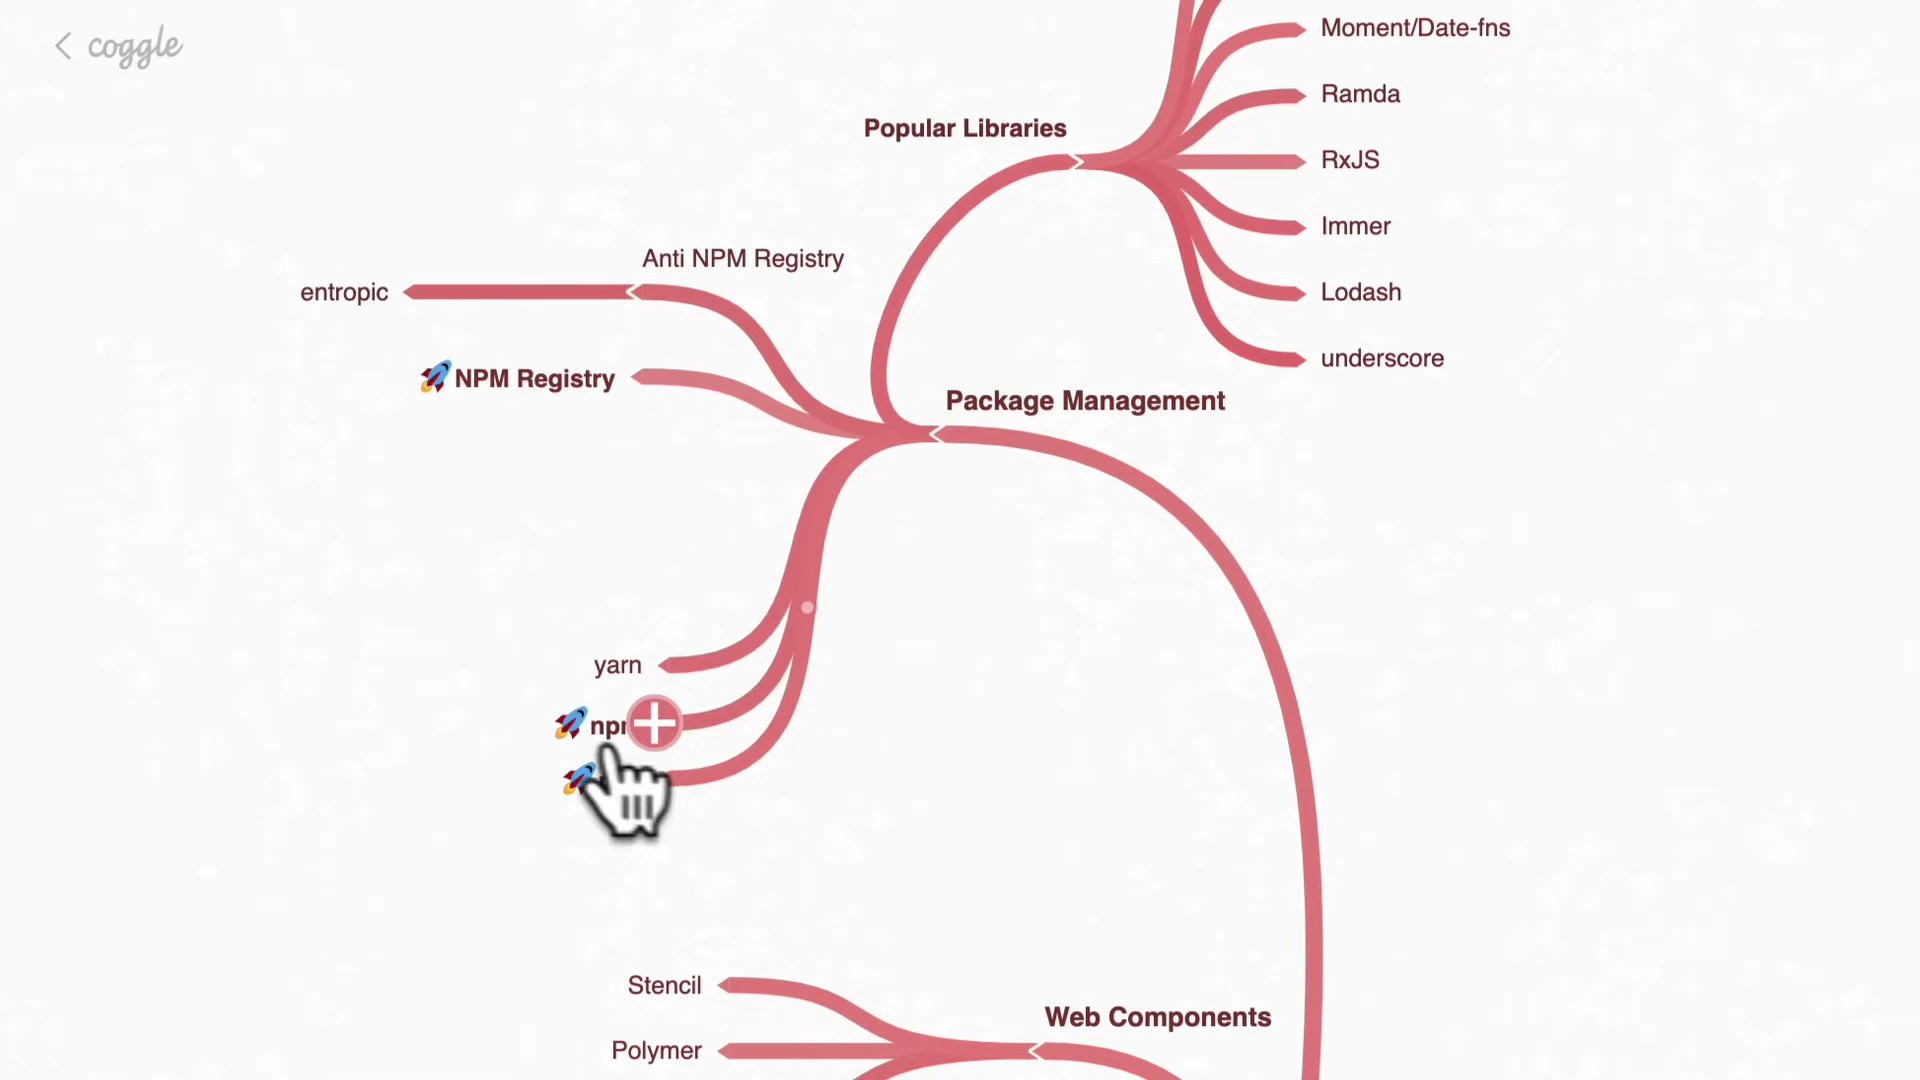 coggle
Moment/Date-fns
Ramda
Popular Libraries
RxJS
Immer
Anti NPM Registry
entropic
Lodash
underscore
NPM Registry
Package Management
yarn
Stencil
Web Components
Polymer